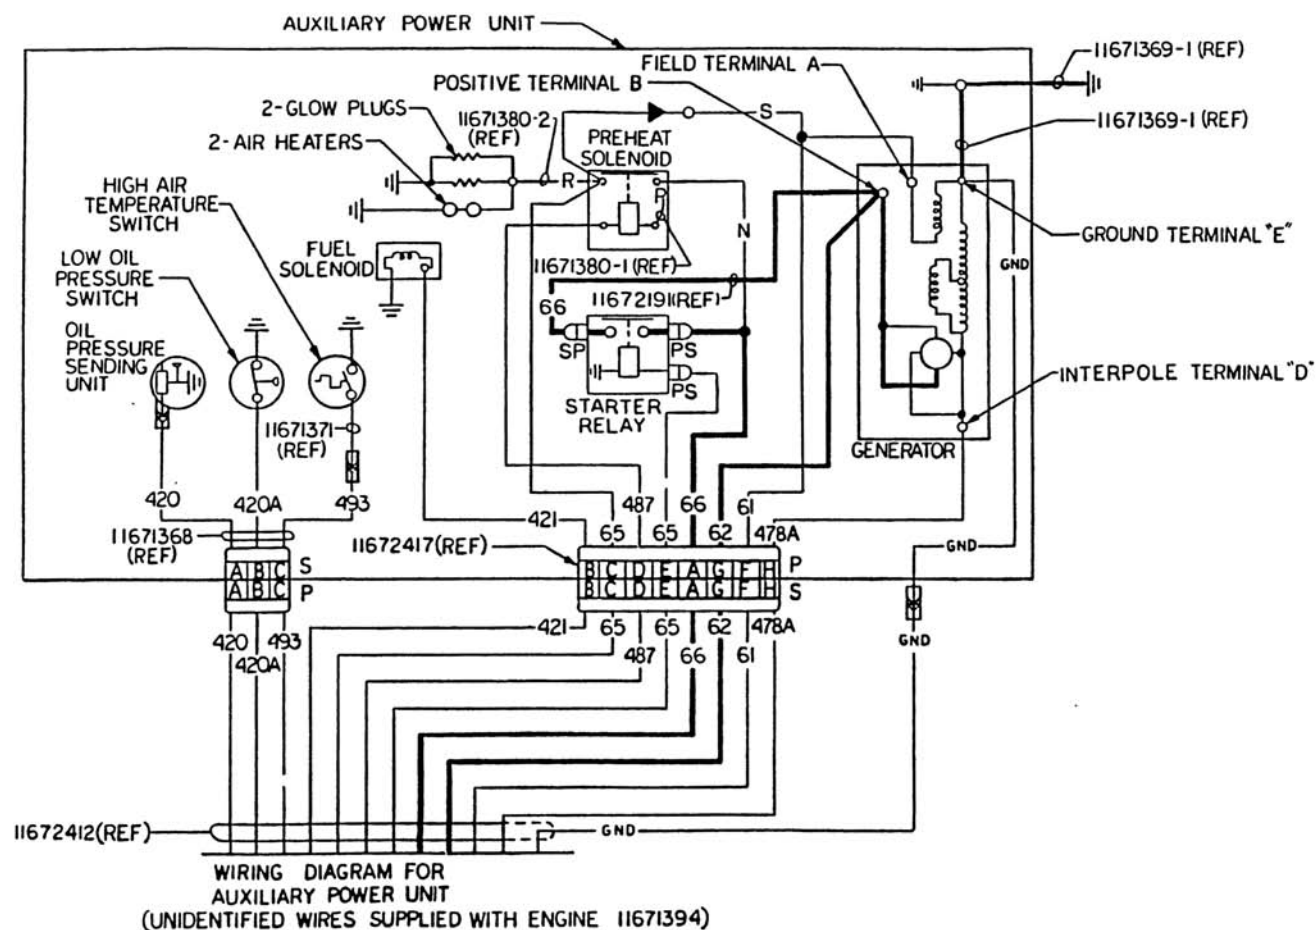 AUXILIARY POWER UNIT
11671369-1 (REF)
FIELD TERMINAL A
POSITIVE TERMINAL B
2-GLOW PLUGS
11671380-2
(REF)
S
11671369-1 (REF)
2-AIR HEATERS
PREHEAT
SOLENOID
HIGH AIR
TEMPERATURE
SWITCH
R
N
FUEL
SOLENOID
GROUND TERMINAL "E"
LOW OIL
PRESSURE
SWITCH
11671380-1 (REF)
GND
66
11672191(REF)
OIL
PRESSURE
SENDING
UNIT
SP
PS
PS
INTERPOLE TERMINAL "D"
STARTER
RELAY
11671371
(REF)
GENERATOR
420
420A
493
487
66
61
421
65
65
62
478A
11671368
(REF)
11672417(REF)
GND
A B C S
A B C P
B C D E A G F H P
B C D E A G F H S
420
493
421
65
65
62
478A
GND
420A
487
66
61
11672412(REF)
GND
WIRING DIAGRAM FOR
AUXILIARY POWER UNIT
(UNIDENTIFIED WIRES SUPPLIED WITH ENGINE 11671394)